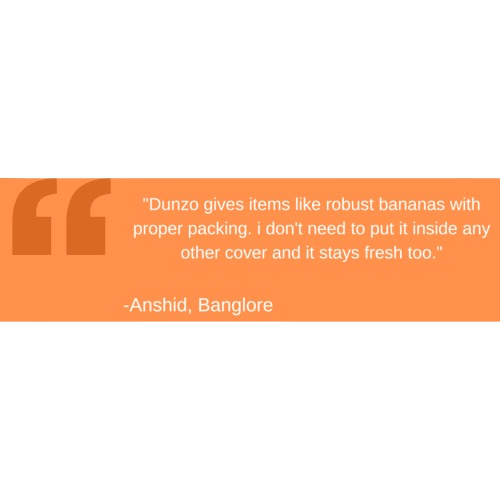 "Dunzo gives items like robust bananas with
proper packing. i don't need to put it inside any
other cover and it stays fresh too."
-Anshid, Banglore